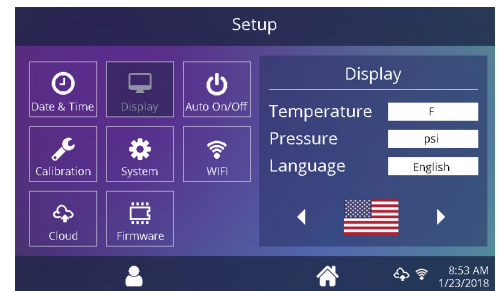 Setup
Date & Time
Display
Auto On/Off
Calibration
System
WIFI
Cloud
Firmware
Display
Temperature F
Pressure psi
Language English
8:53 AM
1/23/2018